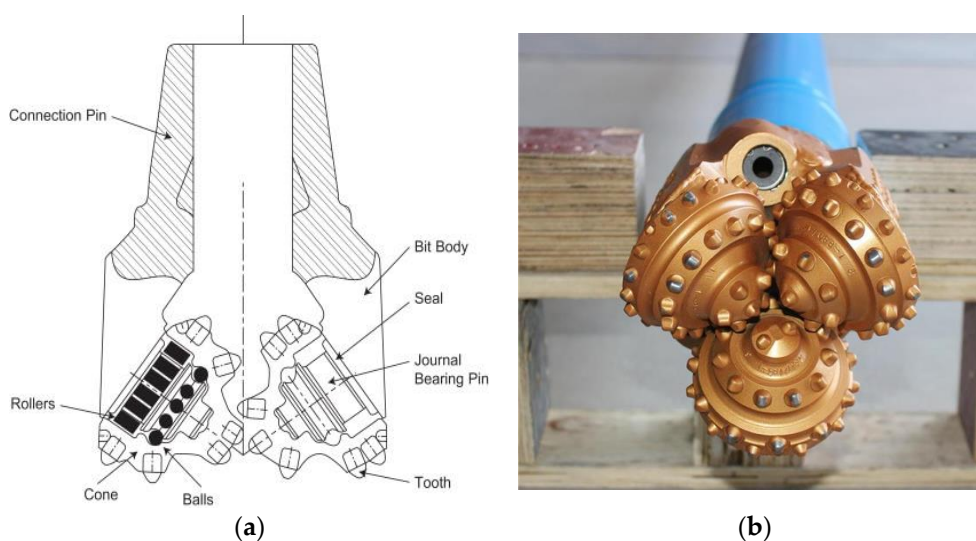 Connection Pin
Bit Body
Seal
Journal
Bearing Pin
Rollers
Cone
Balls
Tooth
(a)
(b)